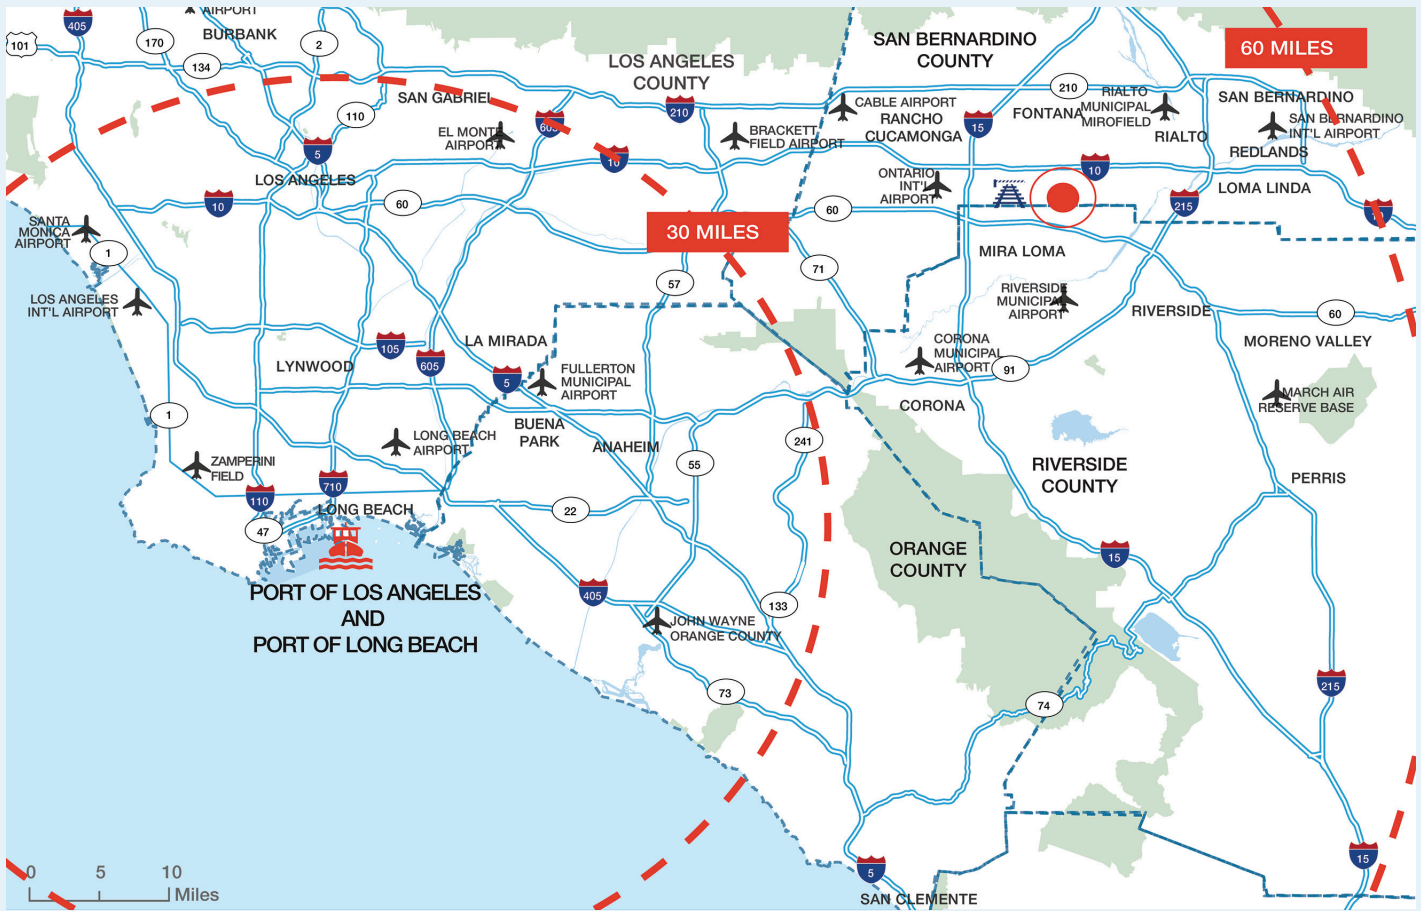 AIRPORT
405
BURBANK
101
170
2
134
LOS ANGELES
COUNTY
SAN BERNARDINO
COUNTY
60 MILES
SAN GABRIEL
110
605
210
CABLE AIRPORT
RANCHO
CUCAMONGA
15
FONTANA
210
RIALTO
MUNICIPAL
MIROFIELD
RIALTO
SAN BERNARDINO
SAN BERNARDINO
INT'L AIRPORT
REDLANDS
EL MONTE
AIRPORT
BRACKETT
FIELD AIRPORT
5
10
10
LOS ANGELES
ONTARIO
INT'L
AIRPORT
LOMA LINDA
10
60
60
215
10
SANTA
MONICA
AIRPORT
1
30 MILES
MIRA LOMA
71
57
LOS ANGELES
INT'L AIRPORT
RIVERSIDE
MUNICIPAL
AIRPORT
RIVERSIDE
60
MORENO VALLEY
105
LA MIRADA
LYNWOOD
605
5
FULLERTON
MUNICIPAL
AIRPORT
CORONA
MUNICIPAL
AIRPORT
91
CORONA
MARCH AIR
RESERVE BASE
1
BUENA
PARK
ANAHEIM
241
LONG BEACH
AIRPORT
55
ZAMPERINI
FIELD
RIVERSIDE
COUNTY
PERRIS
110
710
LONG BEACH
22
47
ORANGE
COUNTY
15
PORT OF LOS ANGELES
AND
PORT OF LONG BEACH
405
133
JOHN WAYNE
ORANGE COUNTY
73
74
215
15
5
SAN CLEMENTE
0 5 10
Miles